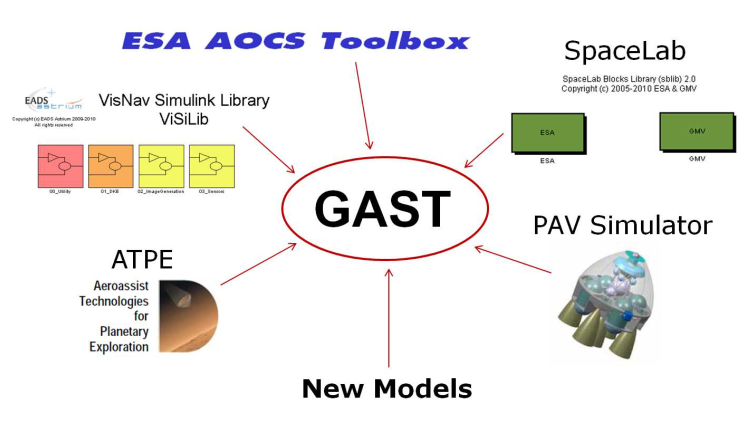 ESA AOCS Toolbox
SpaceLab
SpaceLab Blocks Library (sblib) 2.0
Copyright (c) 2005-2010 ESA & GMV
ESA
ESA
GMV
GMV
EADS
astrium
Copyright (c) EADS Astrium 2009-2010
All rights reserved
VisNav Simulink Library
ViSiLib
00_Utility
01_DKE
02_ImageGeneration
03_Sensors
GAST
PAV Simulator
ATPE
Aeroassist
Technologies
for
Planetary
Exploration
New Models